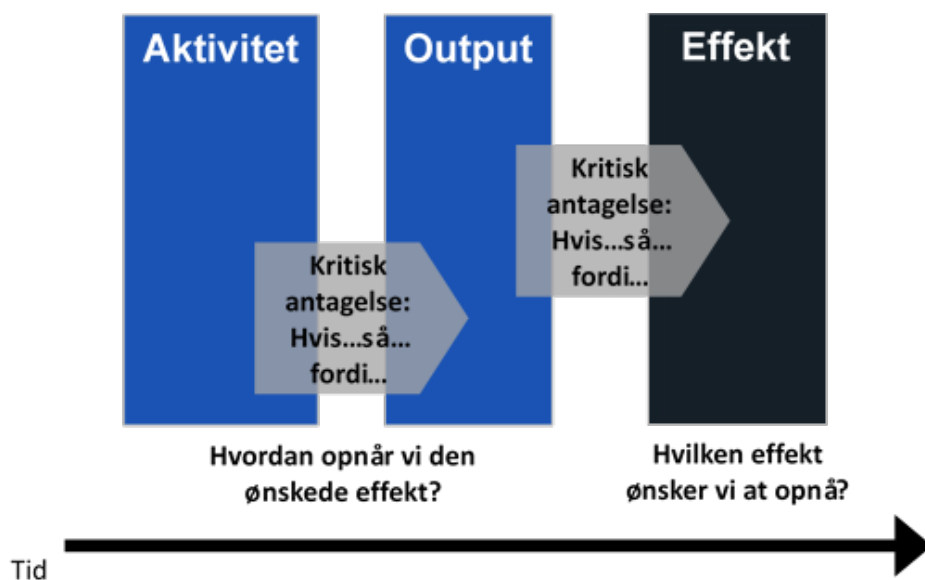 Aktivitet
Output
Effekt
Kritisk
antagelse:
Hvis...så...
fordi...
Kritisk
antagelse:
Hvis...så...
fordi...
Hvordan opnår vi den
ønskede effekt?
Hvilken effekt
ønsker vi at opnå?
Tid